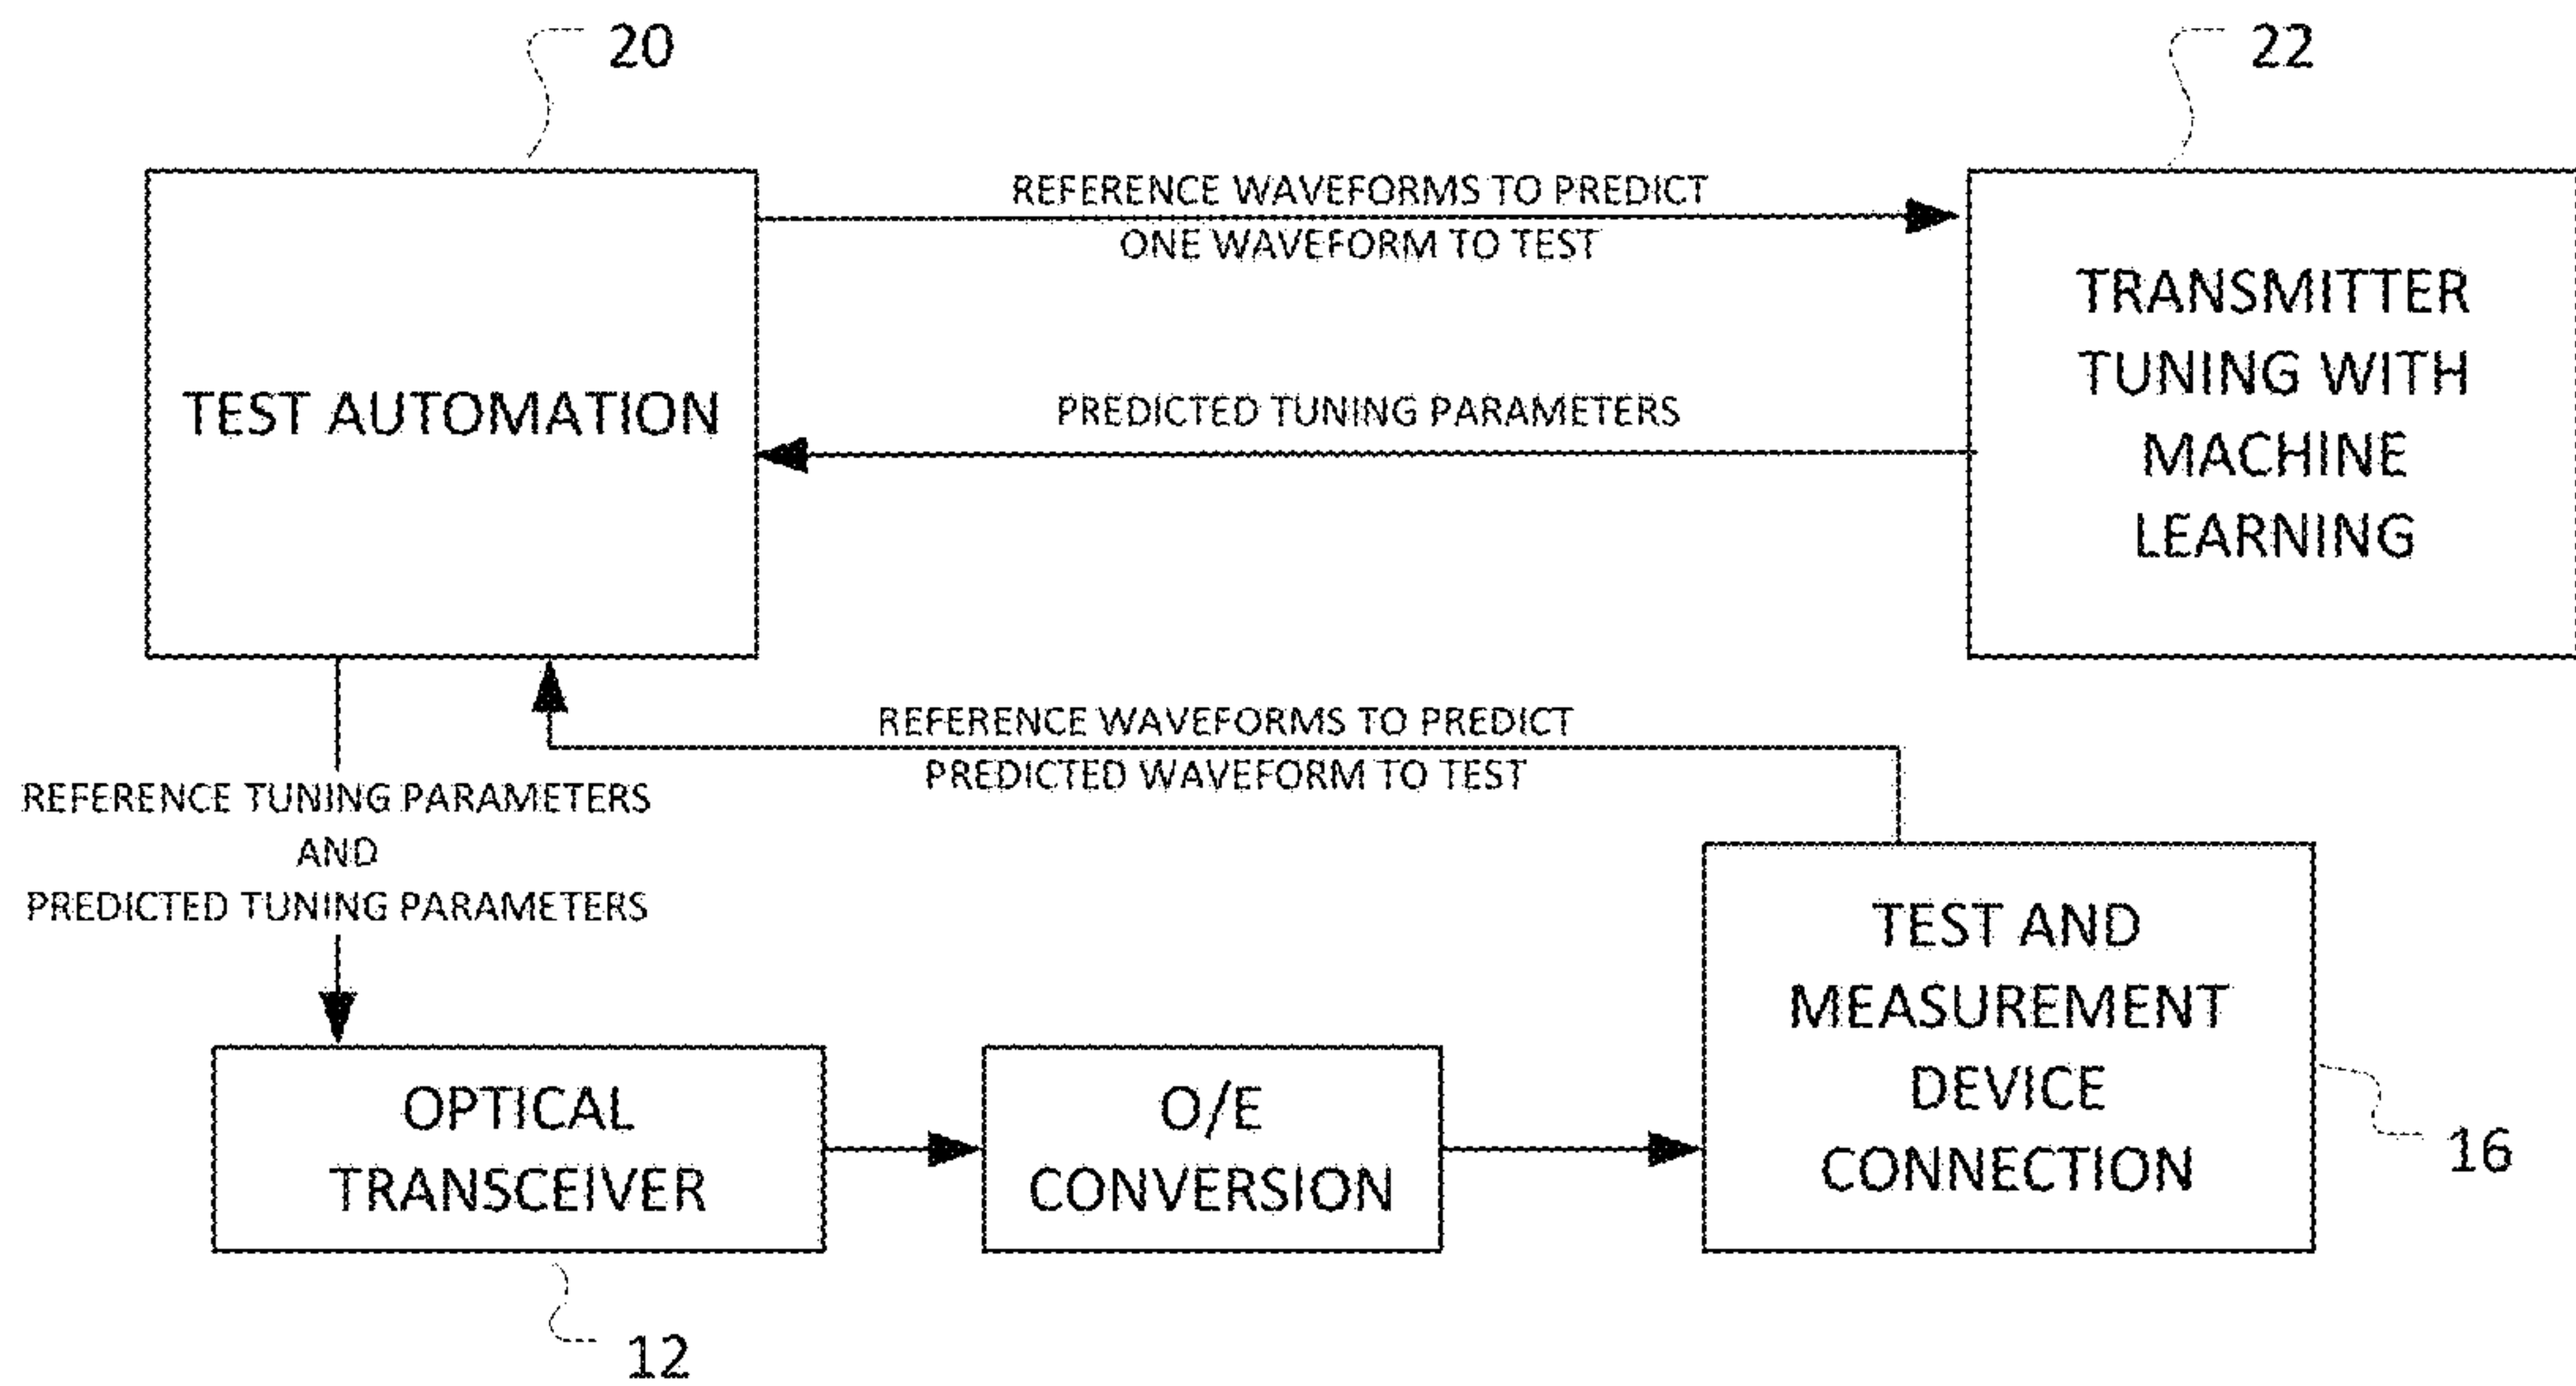 20
22
REFERENCE WAVEFORMS TO PREDICT
ONE WAVEFORM TO TEST
TEST AUTOMATION
PREDICTED TUNING PARAMETERS
TRANSMITTER
TUNING WITH
MACHINE
LEARNING
REFERENCE WAVEFORMS TO PREDICT
PREDICTED WAVEFORM TO TEST
REFERENCE TUNING PARAMETERS
AND
PREDICTED TUNING PARAMETERS
OPTICAL
TRANSCEIVER
O/E
CONVERSION
TEST AND
MEASUREMENT
DEVICE
CONNECTION
16
12